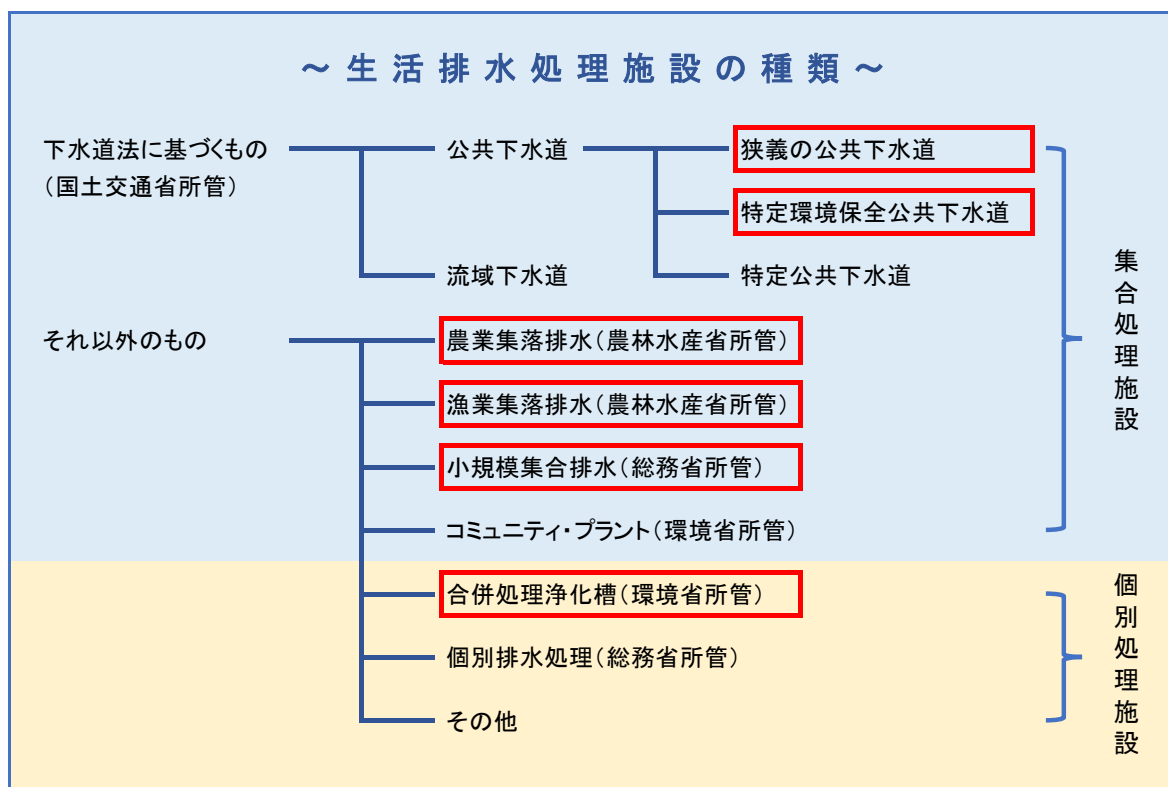 ～生活排水処理施設の種類～
下水道法に基づくもの
（国土交通省所管）
公共下水道
狭義の公共下水道
特定環境保全公共下水道
流域下水道
特定公共下水道
集合処理施設
それ以外のもの
農業集落排水（農林水産省所管）
漁業集落排水（農林水産省所管）
小規模集合排水（総務省所管）
コミュニティ・プラント（環境省所管）
合併処理浄化槽（環境省所管）
個別排水処理（総務省所管）
その他
個別処理施設